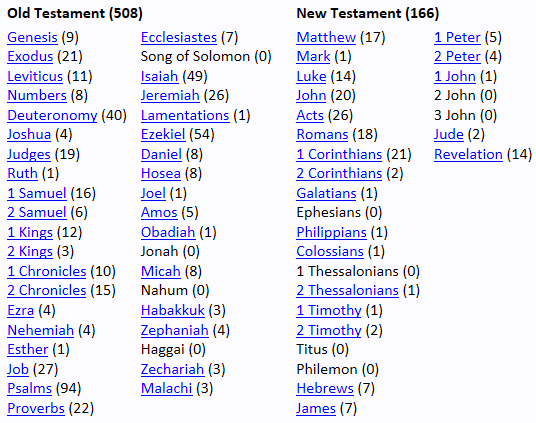 Old Testament (508)
Genesis (9)
Exodus (21)
Leviticus (11)
Numbers (8)
Deuteronomy (40)
Joshua (4)
Judges (19)
Ruth (1)
1 Samuel (16)
2 Samuel (6)
1 Kings (12)
2 Kings (3)
1 Chronicles (10)
2 Chronicles (15)
Ezra (4)
Nehemiah (4)
Esther (1)
Job (27)
Psalms (94)
Proverbs (22)
Ecclesiastes (7)
Song of Solomon (0)
Isaiah (49)
Jeremiah (26)
Lamentations (1)
Ezekiel (54)
Daniel (8)
Hosea (8)
Joel (1)
Amos (5)
Obadiah (1)
Jonah (0)
Micah (8)
Nahum (0)
Habakkuk (3)
Zephaniah (4)
Haggai (0)
Zechariah (3)
Malachi (3)
New Testament (166)
Matthew (17)
Mark (1)
Luke (14)
John (20)
Acts (26)
Romans (18)
1 Corinthians (21)
2 Corinthians (2)
Galatians (1)
Ephesians (0)
Philippians (1)
Colossians (1)
1 Thessalonians (0)
2 Thessalonians (1)
1 Timothy (1)
2 Timothy (2)
Titus (0)
Philemon (0)
Hebrews (7)
James (7)
1 Peter (5)
2 Peter (4)
1 John (1)
2 John (0)
3 John (0)
Jude (2)
Revelation (14)